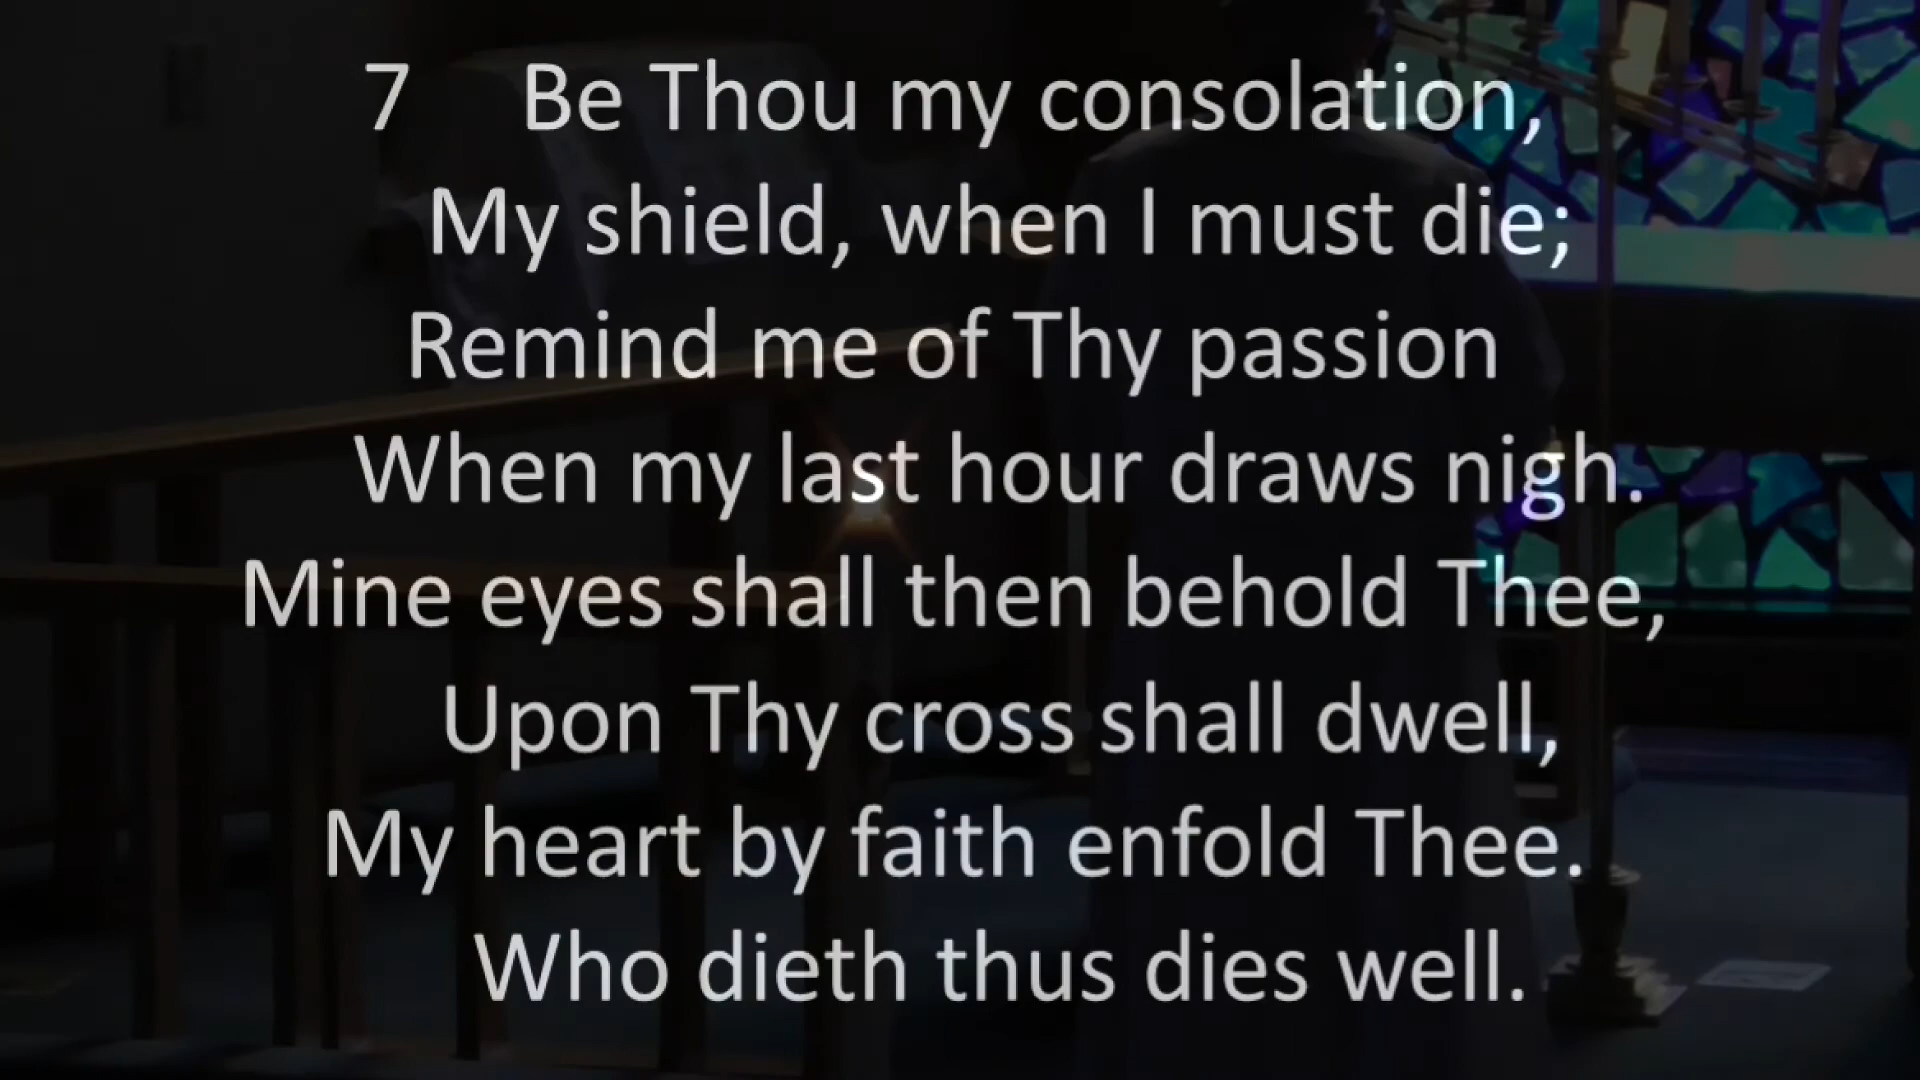 7 Be Thou my consolation,
My shield, when I must die;
Remind me of Thy passion
When my last hour draws nigh.
Mine eyes shall then behold Thee,
Upon Thy cross shall dwell,
My heart by faith enfold Thee.
Who dieth thus dies well.